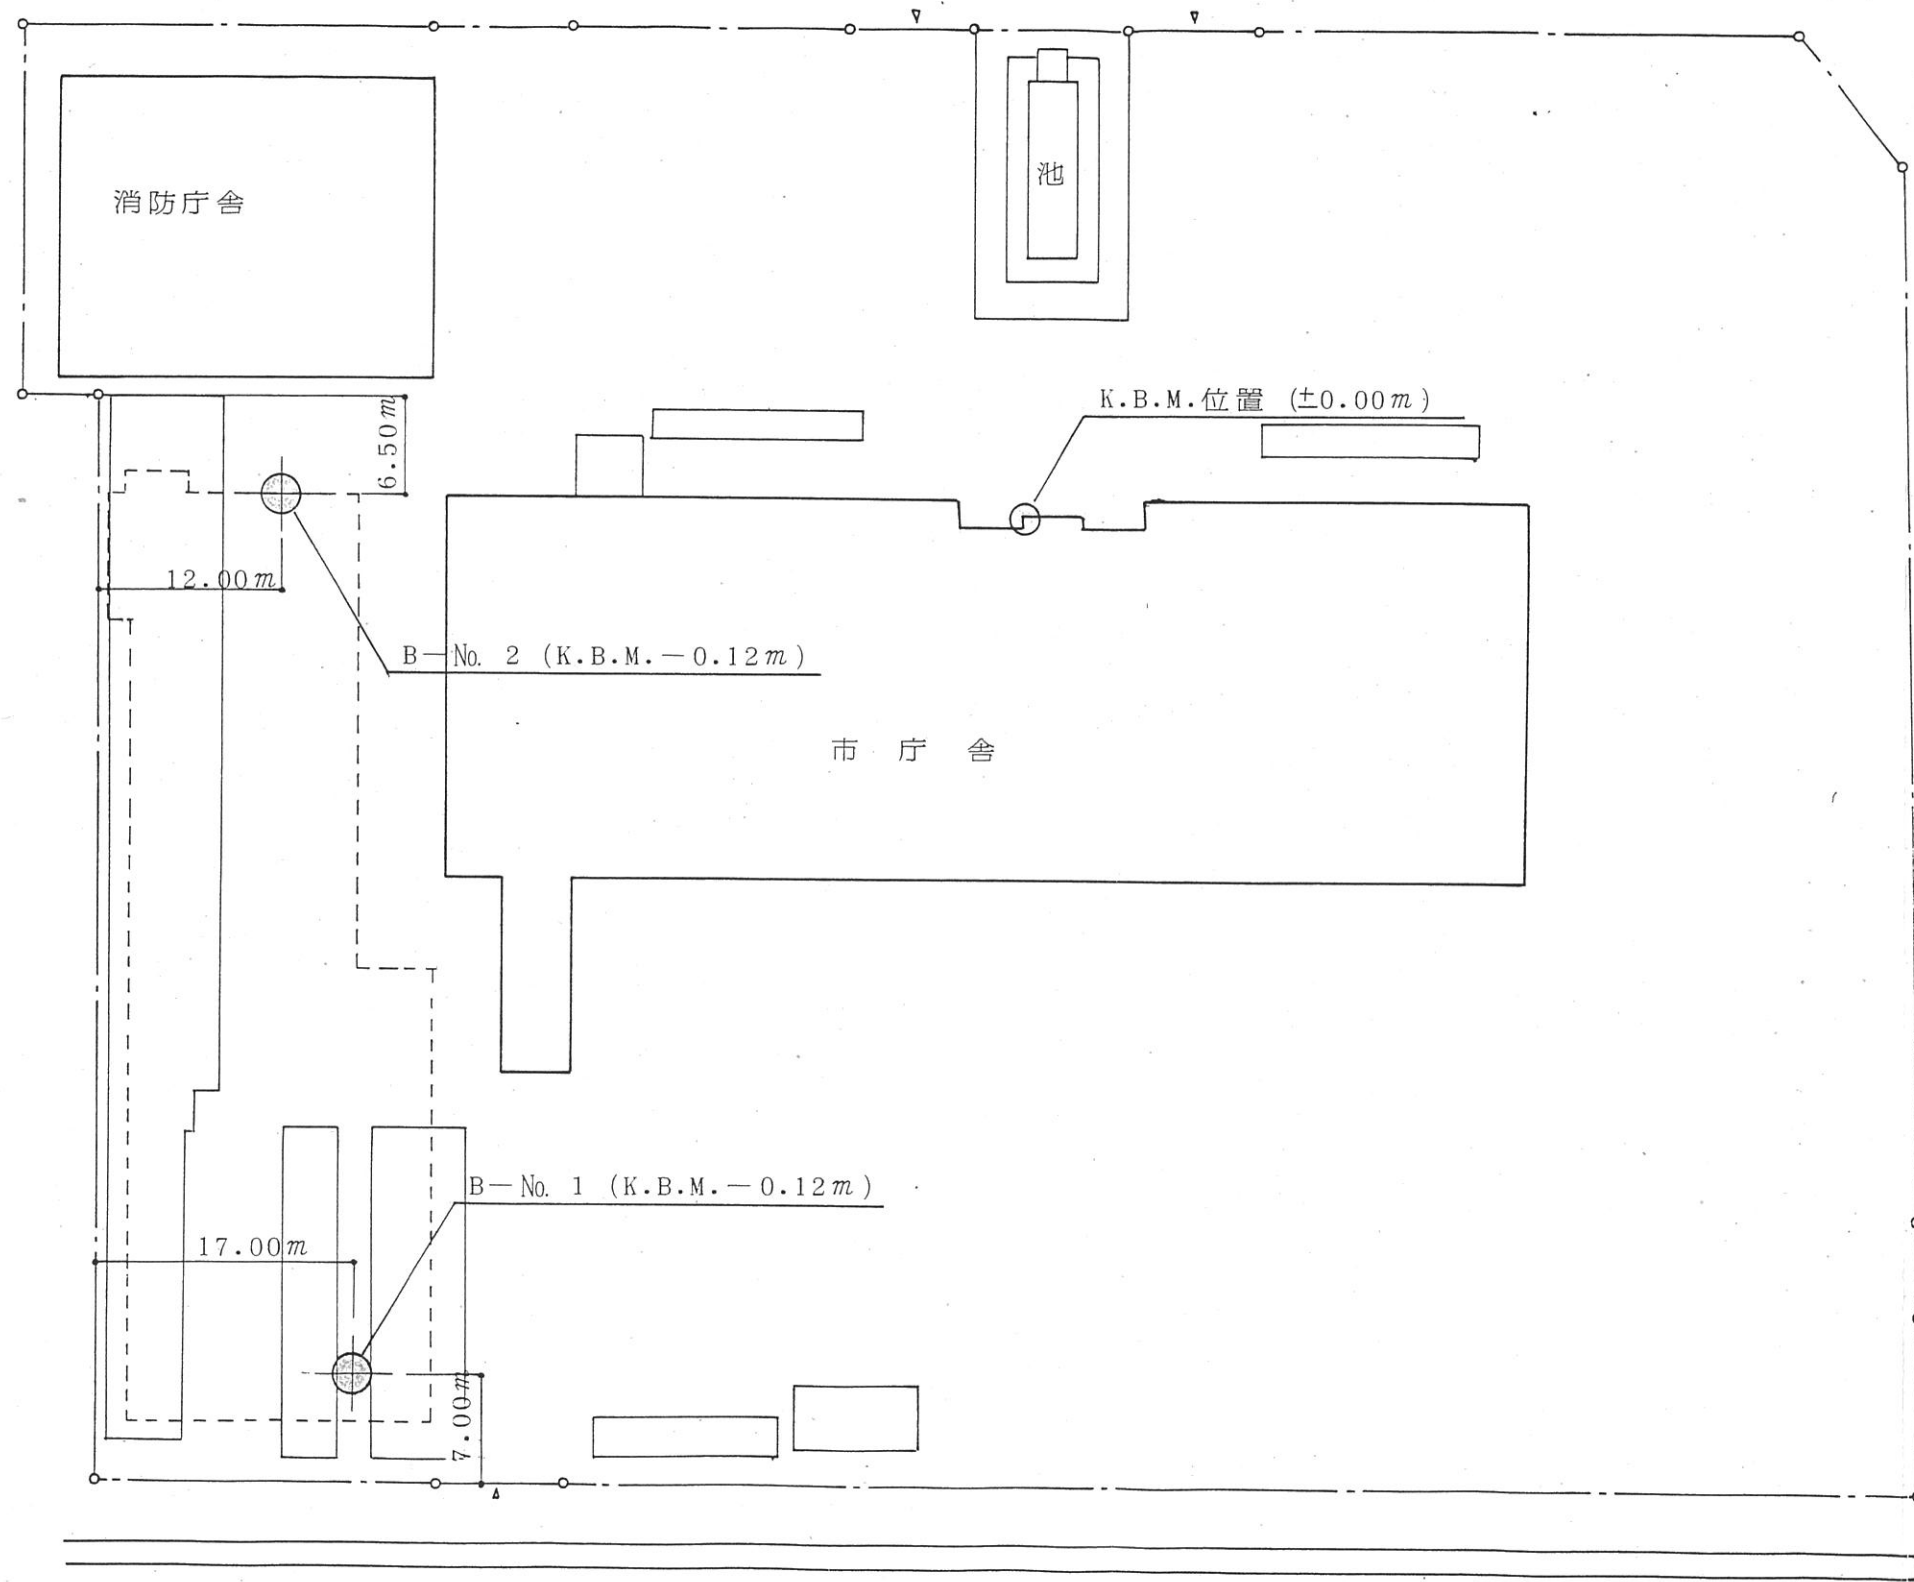 消防庁舎
池
K.B.M.位置 (±0.00m)
6.50m
12.00m
B—No. 2 (K.B.M.—0.12m)
市庁舎
B—No. 1 (K.B.M.—0.12m)
17.00m
7.00m